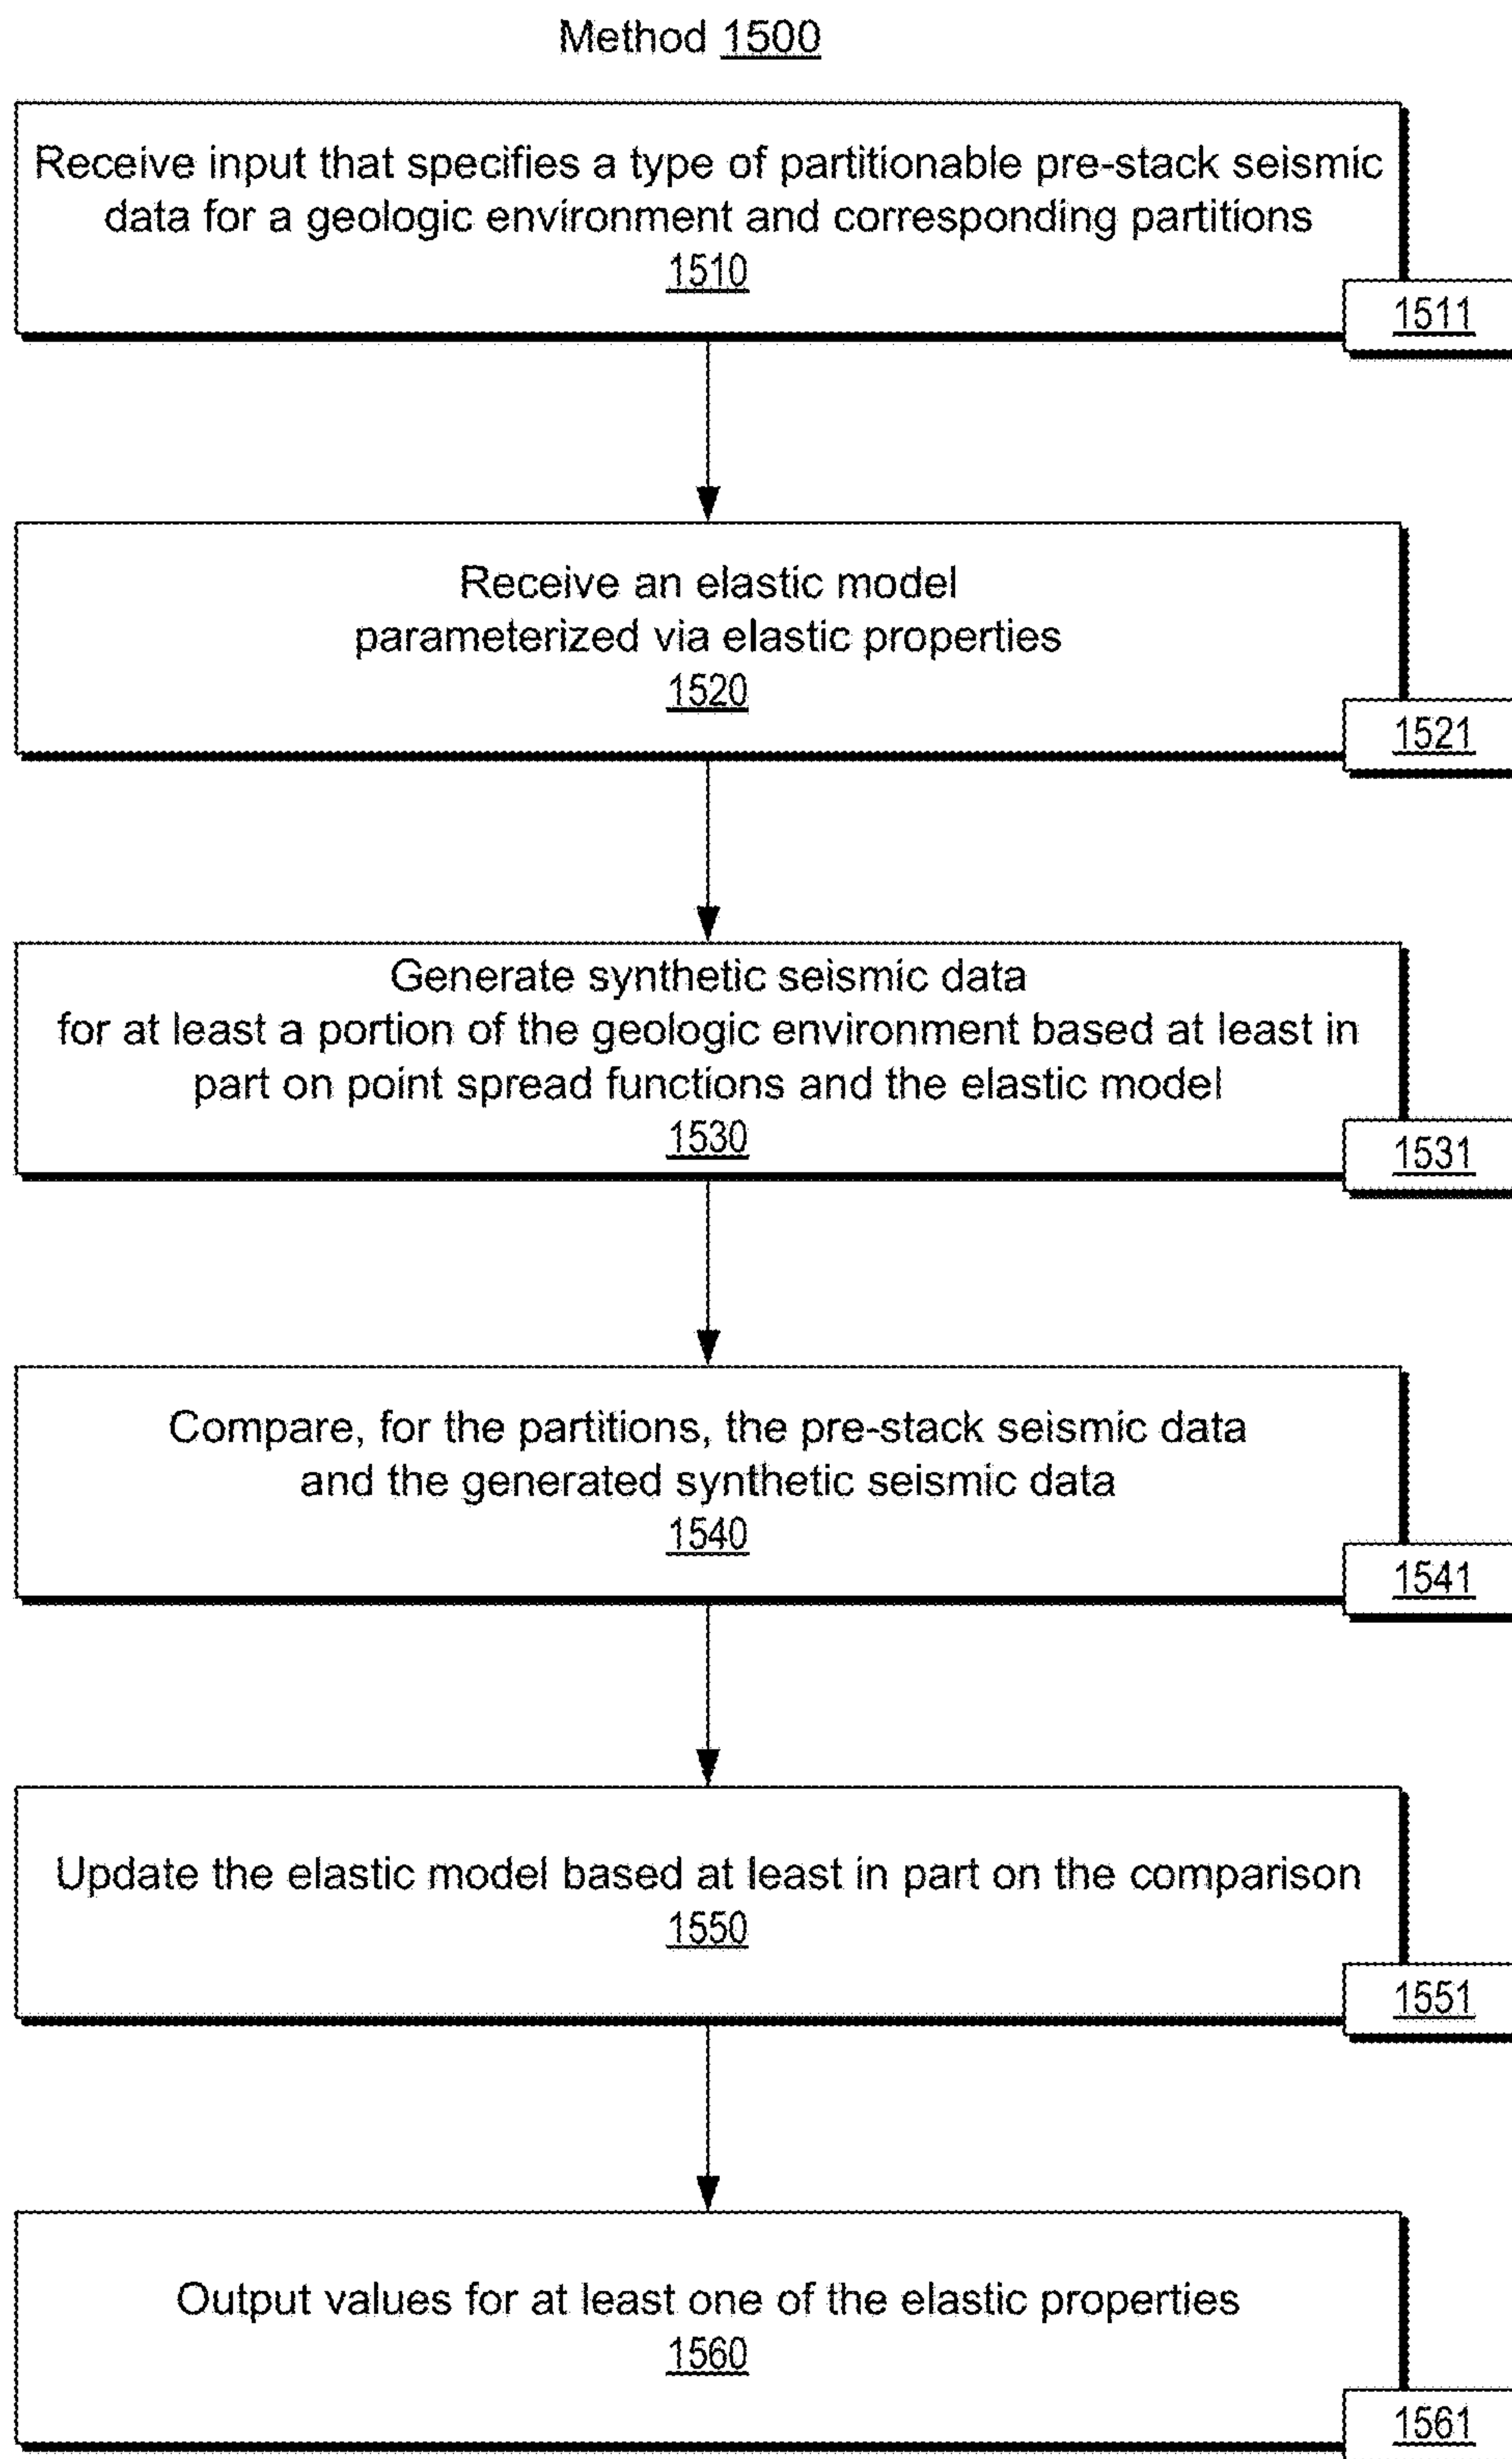 Method 1500
Receive input that specifies a type of partitionable pre-stack seismic
data for a geologic environment and corresponding partitions
1510
1511
Receive an elastic model
parameterized via elastic properties
1520
1521
Generate synthetic seismic data
for at least a portion of the geologic environment based at least in
part on point spread functions and the elastic model
1530
1531
Compare, for the partitions, the pre-stack seismic data
and the generated synthetic seismic data
1540
1541
Update the elastic model based at least in part on the comparison
1550
1551
Output values for at least one of the elastic properties
1560
1561